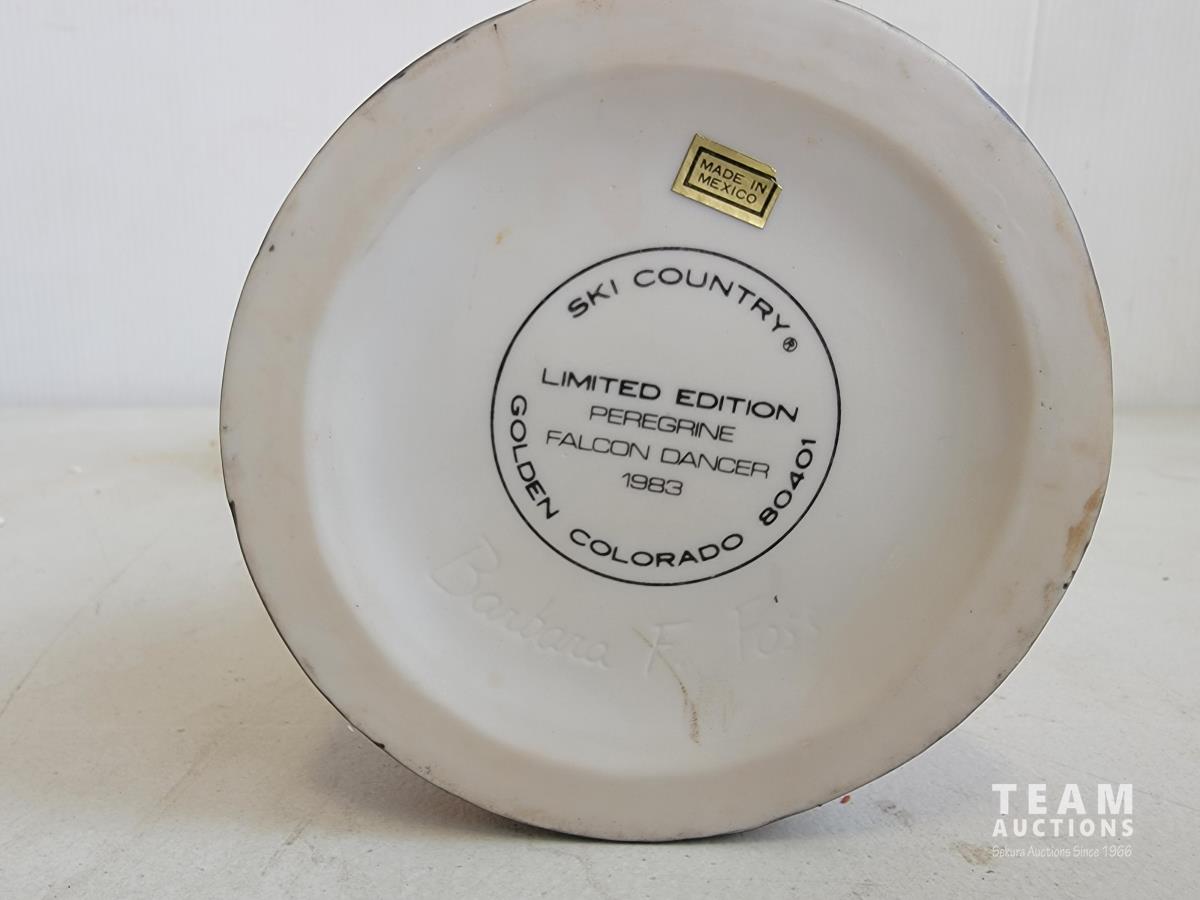 MADE IN
MEXICO
SKI COUNTRY®
LIMITED EDITION
PEREGRINE
FALCON DANCER
1983
GOLDEN COLORADO 80401
Barbara F.
TEAM
AUCTIONS
Sekura Auctions Since 1966